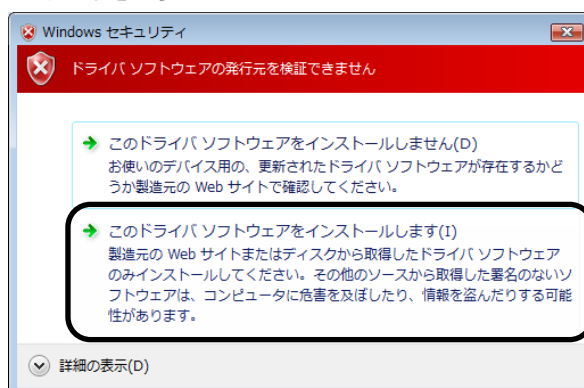 Windows セキュリティ
ドライバ ソフトウェアの発行元を検証できません
このドライバ ソフトウェアをインストールしません(D)
お使いのデバイス用の、更新されたドライバ ソフトウェアが存在するかど
うか製造元の Web サイトで確認してください。
このドライバ ソフトウェアをインストールします(I)
製造元の Web サイトまたはディスクから取得したドライバ ソフトウェア
のみインストールしてください。その他のソースから取得した署名のないソ
フトウェアは、コンピュータに危害を及ぼしたり、情報を盗んだりする可能
性があります。
詳細の表示(D)